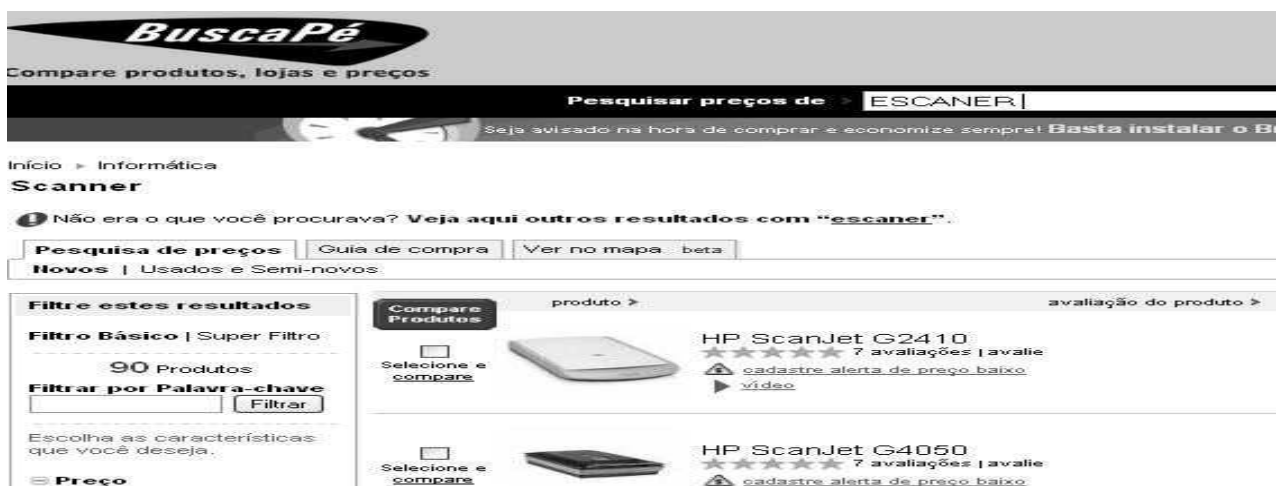 BuscaPé
Compare produtos, lojas e preços
Pesquisar preços de > ESCANER
Seja avisado na hora de comprar e economize sempre! Basta instalar o B
Início > Informática
Scanner
Não era o que você procurava? Veja aqui outros resultados com “escaner”.
Pesquisa de preços Guia de compra Ver no mapa beta
Novos | Usados e Semi-novos
Filtre estes resultados
Filtro Básico | Super Filtro
90 Produtos
Filtrar por Palavra-chave
Filtrar
Escolha as características
que você deseja.
Preço
Compare
Produtos
produto >
avaliação do produto >
Selecione e
compare
HP ScanJet G2410
7 avaliações | avalie
cadastre alerta de preço baixo
vídeo
Selecione e
compare
HP ScanJet G4050
7 avaliações | avalie
cadastre alerta de preço baixo